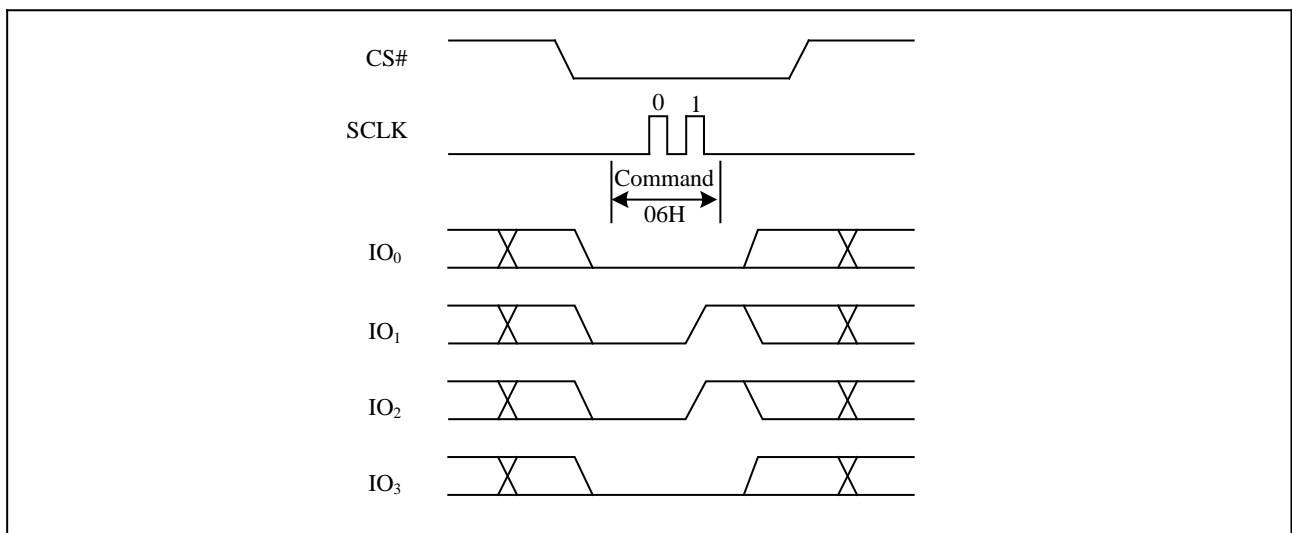 CS#
0 1
SCLK
Command
06H
IO₀
IO₁
IO₂
IO₃